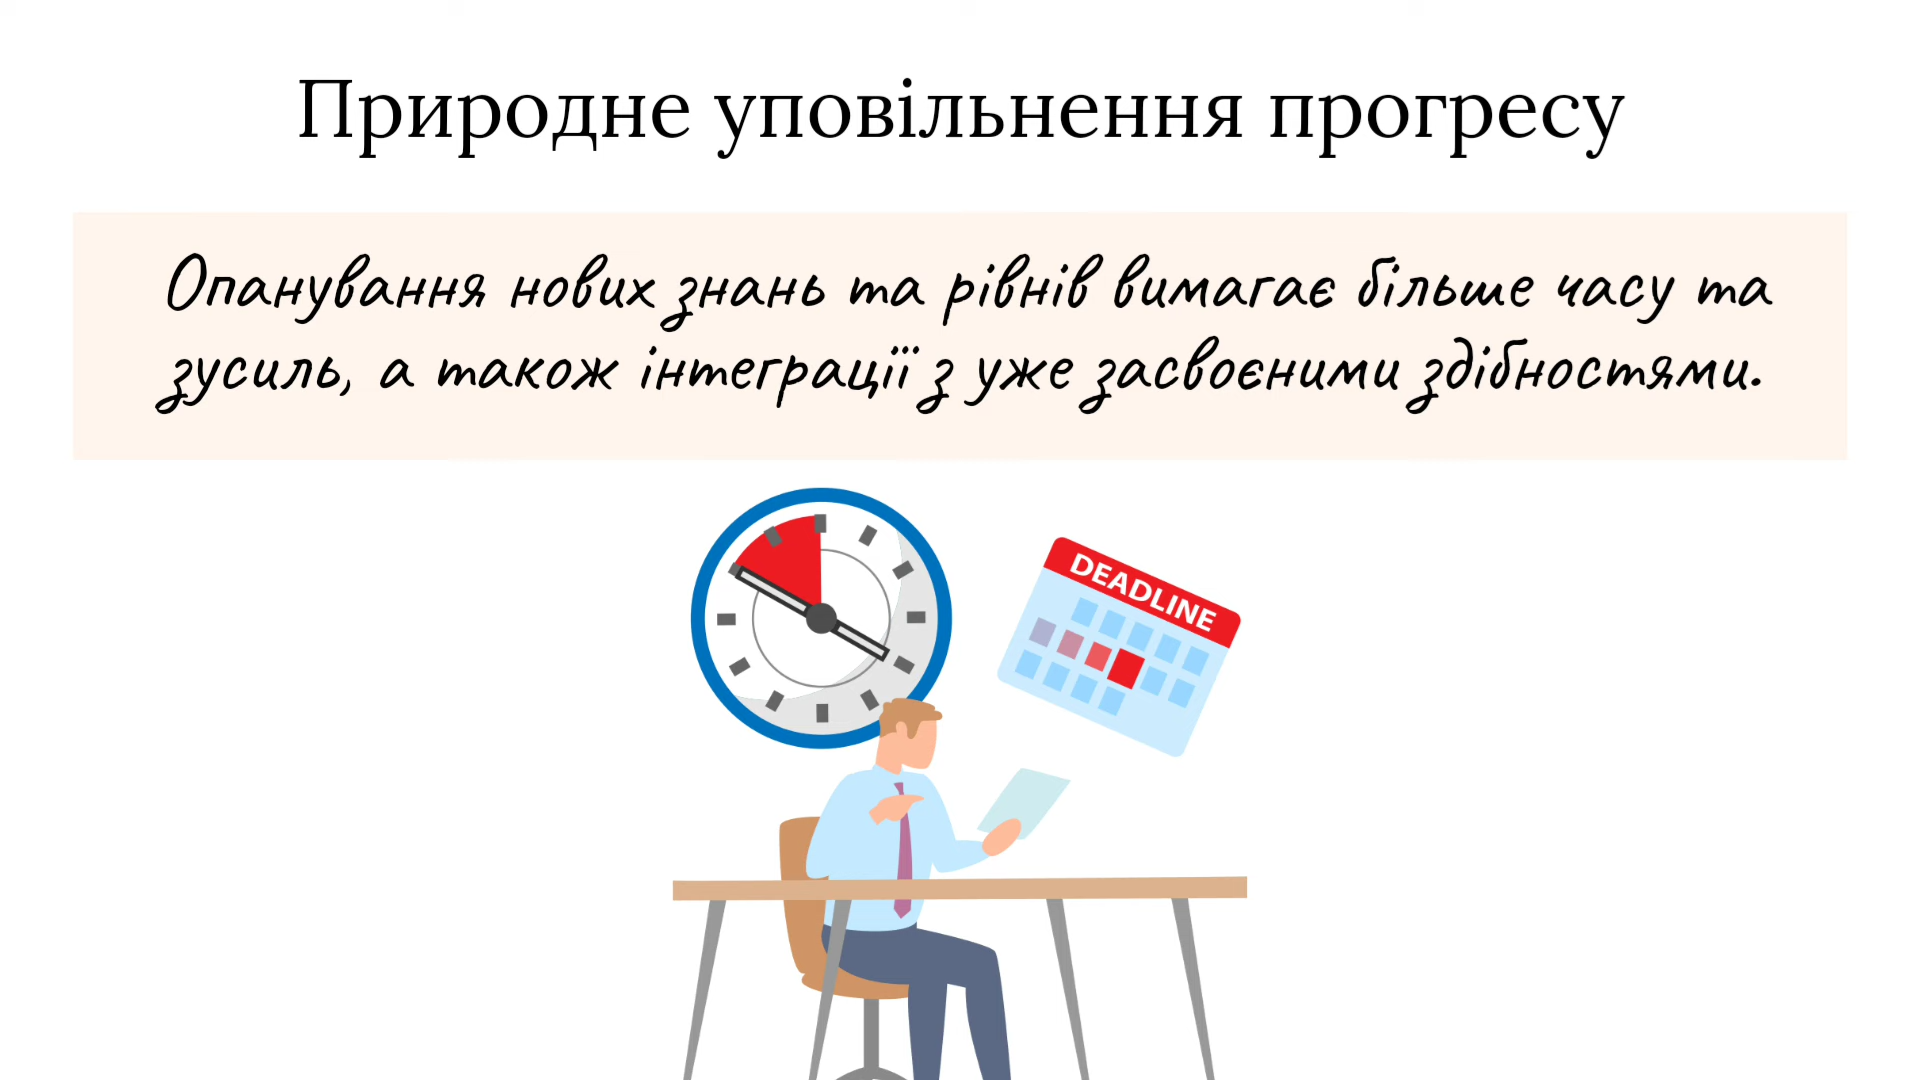 Природне уповільнення прогресу
Опанування нових знань та рівнів вимагає більше часу та
зусиль, а також інтеграції з уже засвоєними здібностями.
DEADLINE